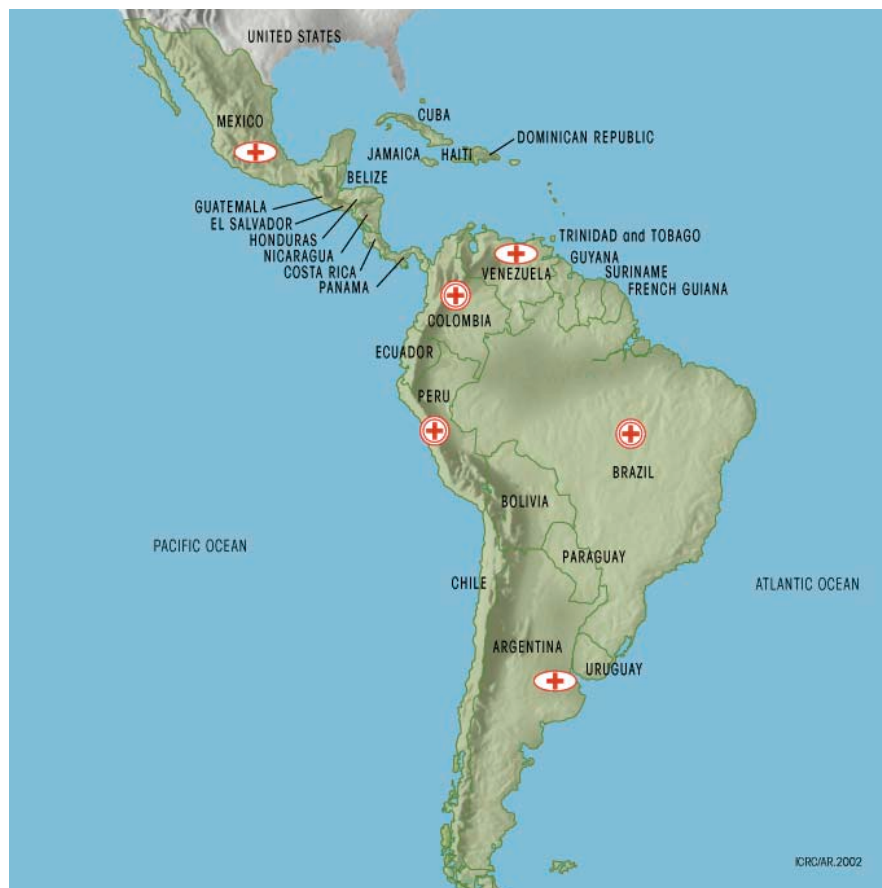 UNITED STATES
MEXICO
CUBA
DOMINICAN REPUBLIC
JAMAICA
HAITI
BELIZE
GUATEMALA
EL SALVADOR
HONDURAS
NICARAGUA
COSTA RICA
PANAMA
TRINIDAD and TOBAGO
GUYANA
SURINAME
FRENCH GUIANA
VENEZUELA
COLOMBIA
ECUADOR
PERU
BRAZIL
BOLIVIA
PACIFIC OCEAN
PARAGUAY
CHILE
ATLANTIC OCEAN
ARGENTINA
URUGUAY
ICRC/AR.2002